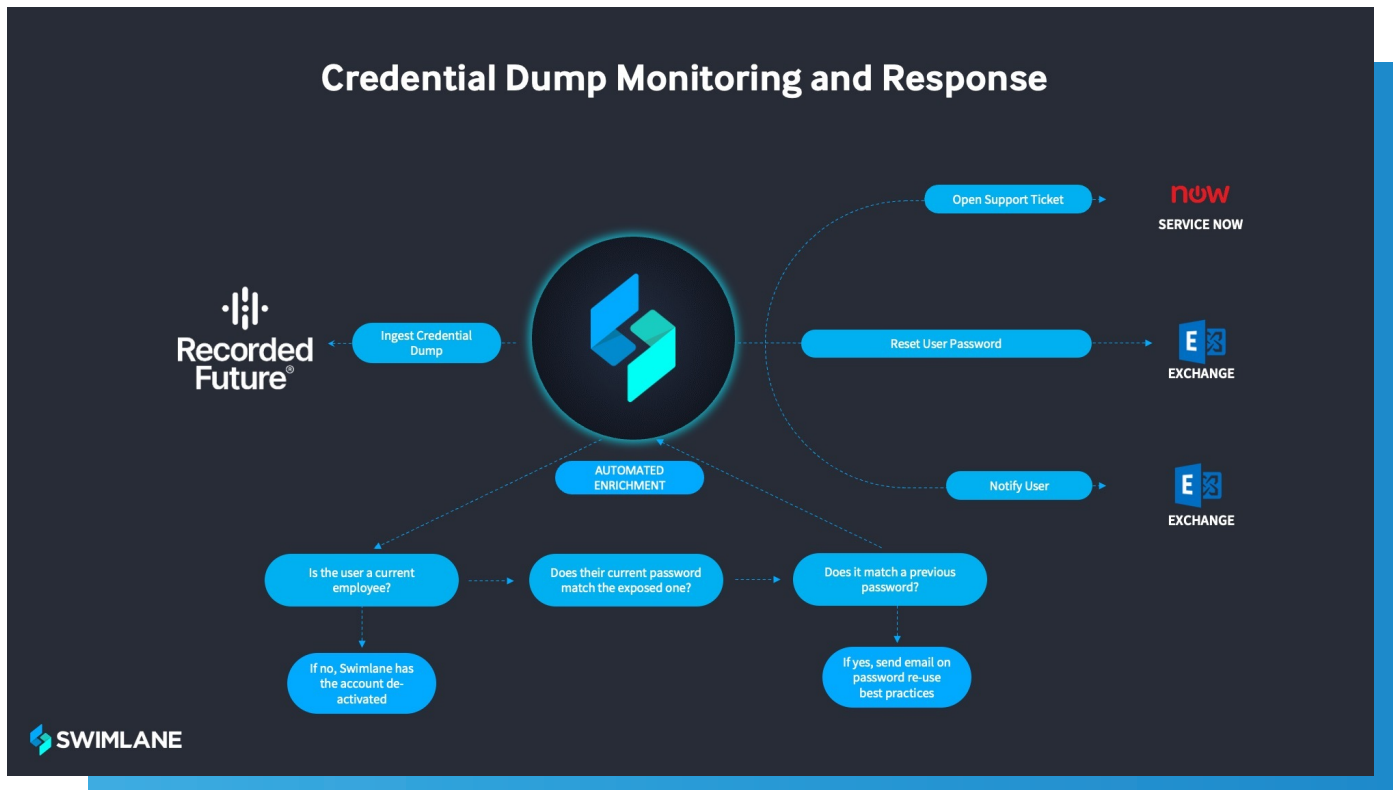 Credential Dump Monitoring and Response
Open Support Ticket
now
SERVICE NOW
Recorded
Future®
Ingest Credential
Dump
Reset User Password
E
EXCHANGE
AUTOMATED
ENRICHMENT
Notify User
E
EXCHANGE
Is the user a current
employee?
Does their current password
match the exposed one?
Does it match a previous
password?
If no, Swimlane has
the account de-
activated
If yes, send email on
password re-use
best practices
SWIMLANE